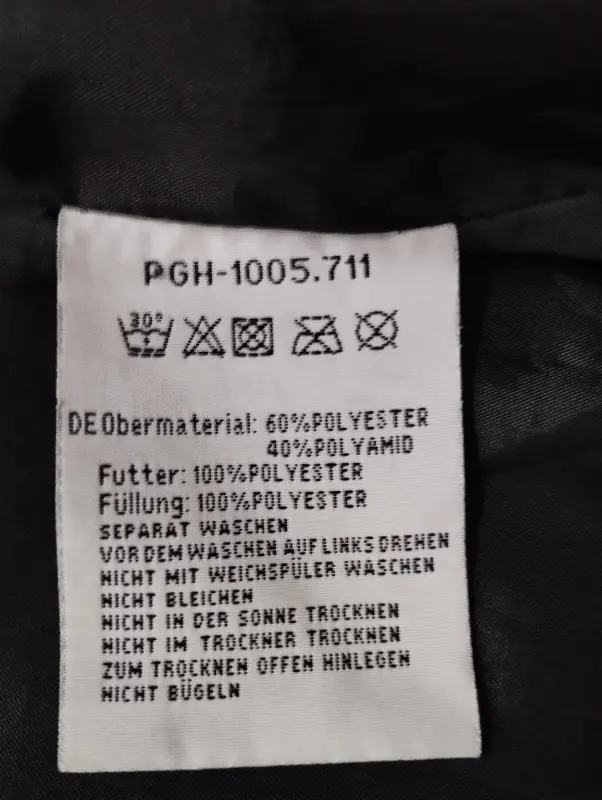 PGH-1005.711
30°
DE Obermaterial: 60%POLYESTER
40%POLYAMID
Futter: 100%POLYESTER
Füllung: 100%POLYESTER
SEPARAT WASCHEN
VOR DEM WASCHEN AUF LINKS DREHEN
NICHT MIT WEICHSPÜLER WASCHEN
NICHT BLEICHEN
NICHT IN DER SONNE TROCKNEN
NICHT IM TROCKNER TROCKNEN
ZUM TROCKNEN OFFEN HINLEGEN
NICHT BÜGELN